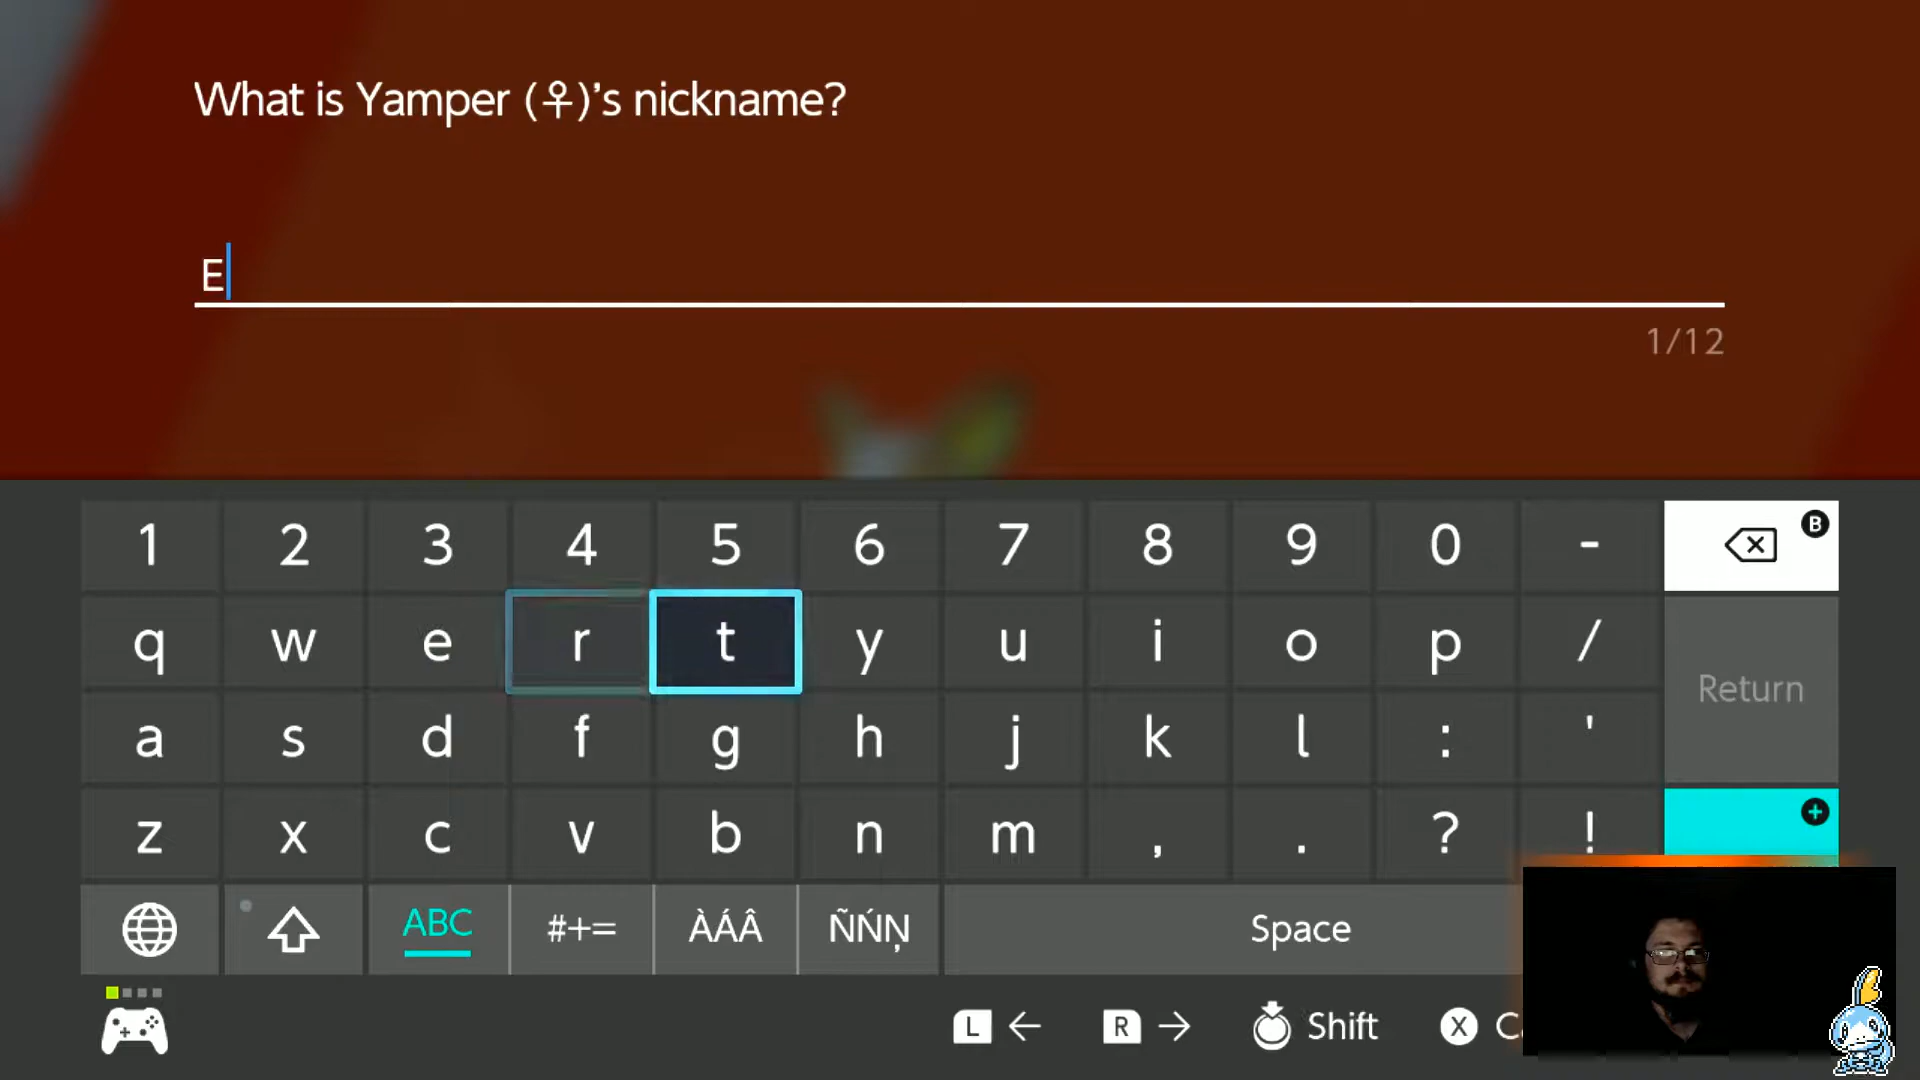 What is Yamper (♀)'s nickname?
E
1/12
1 2 3 4 5 6 7 8 9 0 - B
q w e r t y u i o p /
Return
a s d f g h j k l : '
z x c v b n m , . ? ! +
ABC #+= ÀÁÂ ÑŃŅ Space
L ← R → Shift X